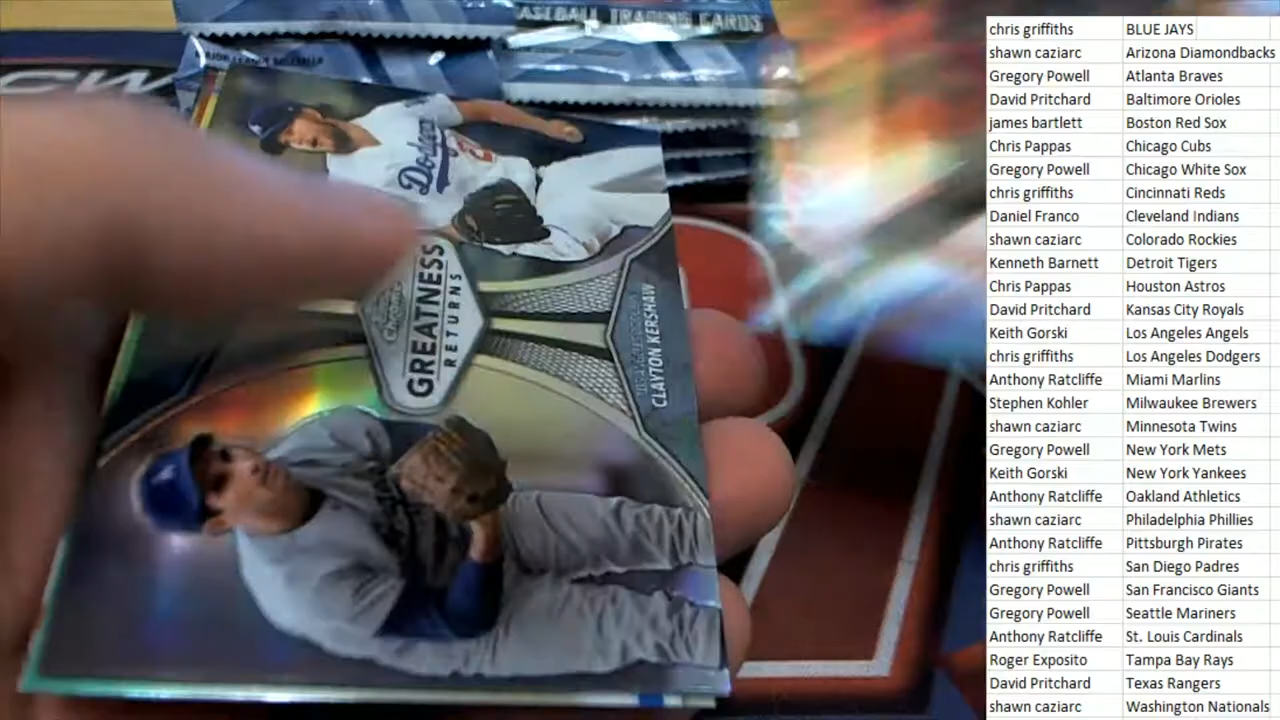 BASEBALL TRADING CARDS
MAJOR LEAGUE BASEBALL
CW
Dodgers
Chrome
GREATNESS
RETURNS
CLAYTON KERSHAW
chris griffiths BLUE JAYS
shawn caziarc Arizona Diamondbacks
Gregory Powell Atlanta Braves
David Pritchard Baltimore Orioles
james bartlett Boston Red Sox
Chris Pappas Chicago Cubs
Gregory Powell Chicago White Sox
chris griffiths Cincinnati Reds
Daniel Franco Cleveland Indians
shawn caziarc Colorado Rockies
Kenneth Barnett Detroit Tigers
Chris Pappas Houston Astros
David Pritchard Kansas City Royals
Keith Gorski Los Angeles Angels
chris griffiths Los Angeles Dodgers
Anthony Ratcliffe Miami Marlins
Stephen Kohler Milwaukee Brewers
shawn caziarc Minnesota Twins
Gregory Powell New York Mets
Keith Gorski New York Yankees
Anthony Ratcliffe Oakland Athletics
shawn caziarc Philadelphia Phillies
Anthony Ratcliffe Pittsburgh Pirates
chris griffiths San Diego Padres
Gregory Powell San Francisco Giants
Gregory Powell Seattle Mariners
Anthony Ratcliffe St. Louis Cardinals
Roger Exposito Tampa Bay Rays
David Pritchard Texas Rangers
shawn caziarc Washington Nationals